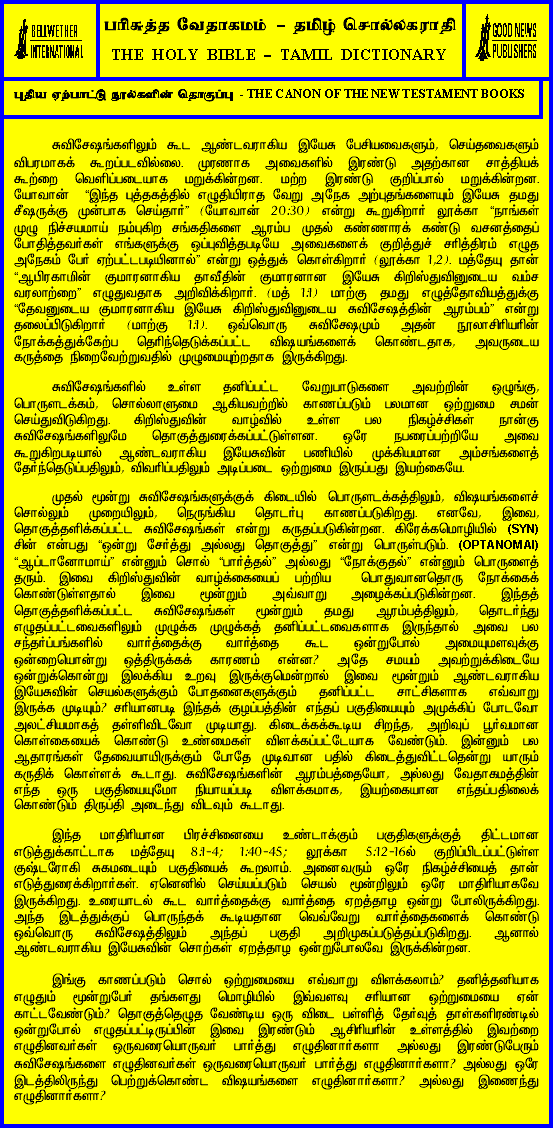 BELLWETHER
INTERNATIONAL
பரிசுத்த வேதாகமம் - தமிழ் சொல்லகராதி
THE HOLY BIBLE - TAMIL DICTIONARY
GOOD NEWS
PUBLISHERS
புதிய ஏற்பாட்டு நூல்களின் தொகுப்பு - THE CANON OF THE NEW TESTAMENT BOOKS
சுவிசேஷங்களிலும் கூட ஆண்டவராகிய இயேசு பேசியவைகளும், செய்தவைகளும்
விபரமாகக் கூறப்படவில்லை. முரணாக அவைகளில் இரண்டு அதற்கான சாத்தியக்
கூற்றை வெளிப்படையாக மறுக்கின்றன. மற்ற இரண்டு குறிப்பால் மறுக்கின்றன.
யோவான் “இந்த புத்தகத்தில் எழுதியிராத வேறு அநேக அற்புதங்களையும் இயேசு தமது
சீஷருக்கு முன்பாக செய்தார்” (யோவான் 20:30) என்று கூறுகிறார் லூக்கா “நாங்கள்
முழு நிச்சயமாய் நம்புகிற சங்கதிகளை ஆரம்ப முதல் கண்ணாரக் கண்டு வசனத்தைப்
போதித்தவர்கள் எங்களுக்கு ஒப்புவித்தபடியே அவைகளைக் குறித்துச் சரித்திரம் எழுத
அநேகம் பேர் ஏற்பட்டபடியினால்” என்று ஒத்துக் கொள்கிறார் (லூக்கா 1,2). மத்தேயு தான்
“ஆபிரகாமின் குமாரனாகிய தாவீதின் குமாரனான இயேசு கிறிஸ்துவினுடைய வம்ச
வரலாற்றை” எழுதுவதாக அறிவிக்கிறார். (மத் 1:1) மாற்கு தமது எழுத்தோவியத்துக்கு
“தேவனுடைய குமாரனாகிய இயேசு கிறிஸ்துவினுடைய சுவிசேஷத்தின் ஆரம்பம்” என்று
தலைப்பிடுகிறார் (மாற்கு 1:1). ஒவ்வொரு சுவிசேஷமும் அதன் நூலாசிரியரின்
நோக்கத்துக்கேற்ப தெரிந்தெடுக்கப்பட்ட விஷயங்களைக் கொண்டதாக, அவருடைய
கருத்தை நிறைவேற்றுவதில் முழுமையுற்றதாக இருக்கிறது.
சுவிசேஷங்களில் உள்ள தனிப்பட்ட வேறுபாடுகளை அவற்றின் ஒழுங்கு,
பொருளடக்கம், சொல்லாளுமை ஆகியவற்றில் காணப்படும் பலமான ஒற்றுமை சமன்
செய்துவிடுகிறது. கிறிஸ்துவின் வாழ்வில் உள்ள பல நிகழ்ச்சிகள் நான்கு
சுவிசேஷங்களிலுமே தொகுத்துரைக்கப்பட்டுள்ளன. ஒரே நபரைப்பற்றியே அவை
கூறுகிறபடியால் ஆண்டவராகிய இயேசுவின் பணியில் முக்கியமான அம்சங்களைத்
தேர்ந்தெடுப்பதிலும், விவரிப்பதிலும் அடிப்படை ஒற்றுமை இருப்பது இயற்கையே.
முதல் மூன்று சுவிசேஷங்களுக்குக் கிடையில் பொருளடக்கத்திலும், விஷயங்களைச்
சொல்லும் முறையிலும், நெருங்கிய தொடர்பு காணப்படுகிறது. எனவே, இவை,
தொகுத்தளிக்கப்பட்ட சுவிசேஷங்கள் என்று கருதப்படுகின்றன. கிரேக்கமொழியில் (SYN)
சின் என்பது “ஒன்று சேர்த்து அல்லது தொகுத்து” என்று பொருள்படும். (OPTANOMAI)
“ஆப்டானோமாய்” என்னும் சொல் “பார்த்தல்” அல்லது “நோக்குதல்” என்னும் பொருளைத்
தரும். இவை கிறிஸ்துவின் வாழ்க்கையைப் பற்றிய பொதுவானதொரு நோக்கைக்
கொண்டுள்ளதால் இவை மூன்றும் அவ்வாறு அழைக்கப்படுகின்றன. இந்தத்
தொகுத்தளிக்கப்பட்ட சுவிசேஷங்கள் மூன்றும் தமது ஆரம்பத்திலும், தொடர்ந்து
எழுதப்பட்டவைகளிலும் முழுக்க முழுக்கத் தனிப்பட்டவைகளாக இருந்தால் அவை பல
சந்தர்ப்பங்களில் வார்த்தைக்கு வார்த்தை கூட ஒன்றுபோல் அமையுமளவுக்கு
ஒன்றையொன்று ஒத்திருக்கக் காரணம் என்ன? அதே சமயம் அவற்றுக்கிடையே
ஒன்றுக்கொன்று இலக்கிய உறவு இருக்குமென்றால் இவை மூன்றும் ஆண்டவராகிய
இயேசுவின் செயல்களுக்கும் போதனைகளுக்கும் தனிப்பட்ட சாட்சிகளாக எவ்வாறு
இருக்க முடியும்? சரியானபடி இந்தக் குழப்பத்தின் எந்தப் பகுதியையும் அமுக்கிப் போடவோ
அலட்சியமாகத் தள்ளிவிடவோ முடியாது. கிடைக்கக்கூடிய சிறந்த, அறிவுப் பூர்வமான
கொள்கையைக் கொண்டு உண்மைகள் விளக்கப்பட்டேயாக வேண்டும். இன்னும் பல
ஆதாரங்கள் தேவையாயிருக்கும் போதே முடிவான பதில் கிடைத்துவிட்டதென்று யாரும்
கருதிக் கொள்ளக் கூடாது. சுவிசேஷங்களின் ஆரம்பத்தையோ, அல்லது வேதாகமத்தின்
எந்த ஒரு பகுதியையுமோ நியாயப்படி விளக்கமாக, இயற்கையான எந்தப்பதிலைக்
கொண்டும் திருப்தி அடைந்து விடவும் கூடாது.
இந்த மாதிரியான பிரச்சினையை உண்டாக்கும் பகுதிகளுக்குத் திட்டமான
எடுத்துக்காட்டாக மத்தேயு 8:1-4; 1:40-45; லூக்கா 5:12-16ல் குறிப்பிடப்பட்டுள்ள
குஷ்டரோகி சுகமடையும் பகுதியைக் கூறலாம். அனைவரும் ஒரே நிகழ்ச்சியைத் தான்
எடுத்துரைக்கிறார்கள். ஏனெனில் செய்யப்படும் செயல் மூன்றிலும் ஒரே மாதிரியாகவே
இருக்கிறது. உரையாடல் கூட வார்த்தைக்கு வார்த்தை ஏறத்தாழ ஒன்று போலிருக்கிறது.
அந்த இடத்துக்குப் பொருந்தக் கூடியதான வெவ்வேறு வார்த்தைகளைக் கொண்டு
ஒவ்வொரு சுவிசேஷத்திலும் அந்தப் பகுதி அறிமுகப்படுத்தப்படுகிறது. ஆனால்
ஆண்டவராகிய இயேசுவின் சொற்கள் ஏறத்தாழ ஒன்றுபோலவே இருக்கின்றன.
இங்கு காணப்படும் சொல் ஒற்றுமையை எவ்வாறு விளக்கலாம்? தனித்தனியாக
எழுதும் மூன்றுபேர் தங்களது மொழியில் இவ்வளவு சரியான ஒற்றுமையை ஏன்
காட்டவேண்டும்? தொகுத்தெழுத வேண்டிய ஒரு விடை பள்ளித் தேர்வுத் தாள்களிரண்டில்
ஒன்றுபோல் எழுதப்பட்டிருப்பின் இவை இரண்டும் ஆசிரியரின் உள்ளத்தில் இவற்றை
எழுதினவர்கள் ஒருவரையொருவர் பார்த்து எழுதினார்களா அல்லது இரண்டுபேரும்
சுவிசேஷங்களை எழுதினவர்கள் ஒருவரையொருவர் பார்த்து எழுதினார்களா? அல்லது ஒரே
இடத்திலிருந்து பெற்றுக்கொண்ட விஷயங்களை எழுதினார்களா? அல்லது இணைந்து
எழுதினார்களா?